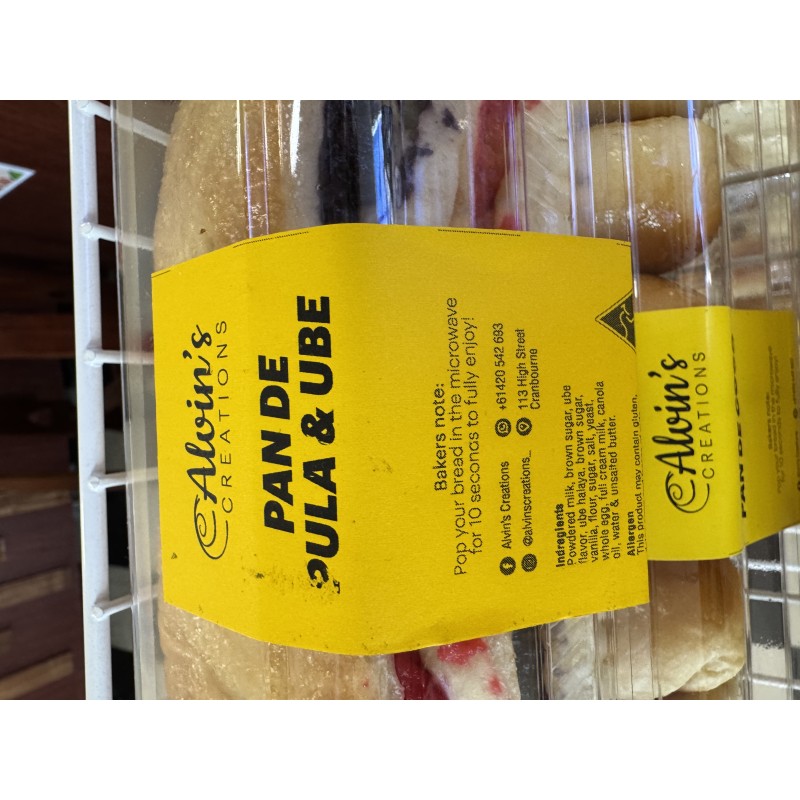 Alvin's
CREATIONS
PAN DE
PULA & UBE
Bakers note:
Pop your bread in the microwave
for 10 seconds to fully enjoy!
Alvin's Creations
@alvinscreations_
+61420 542 693
113 High Street
Cranbourne
Indregients
Powdered milk, brown sugar, ube
flavor, ube halaya, brown sugar,
vanilla, flour, sugar, salt, yeast,
whole egg, full cream milk, canola
oil, water & unsalted butter.
Allergen
This product may contain gluten,
Alvin's
CREATIONS
PAN DE
Bakers note: